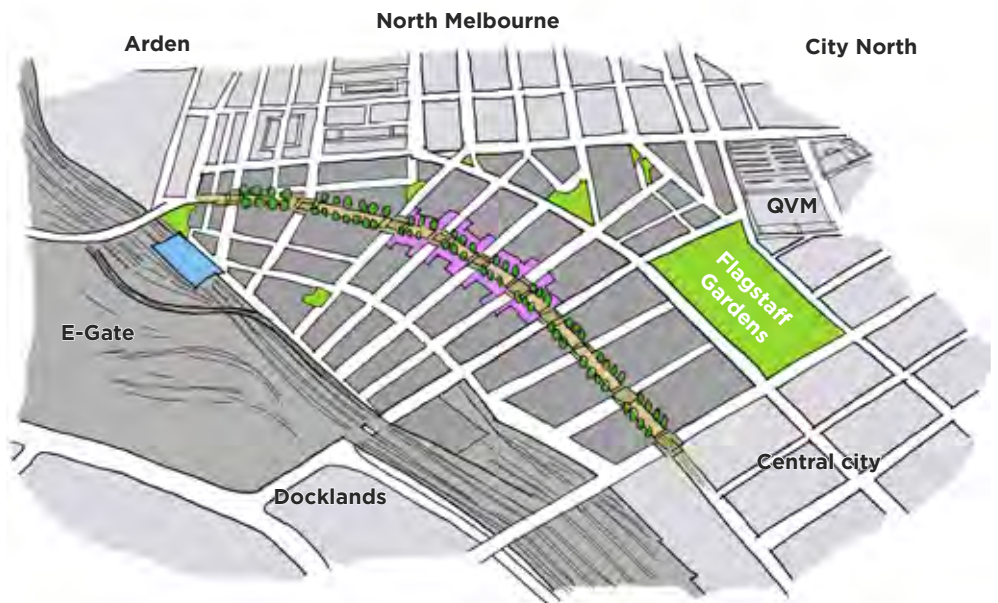 North Melbourne
Arden
City North
QVM
Flagstaff
Gardens
E-Gate
Central city
Docklands